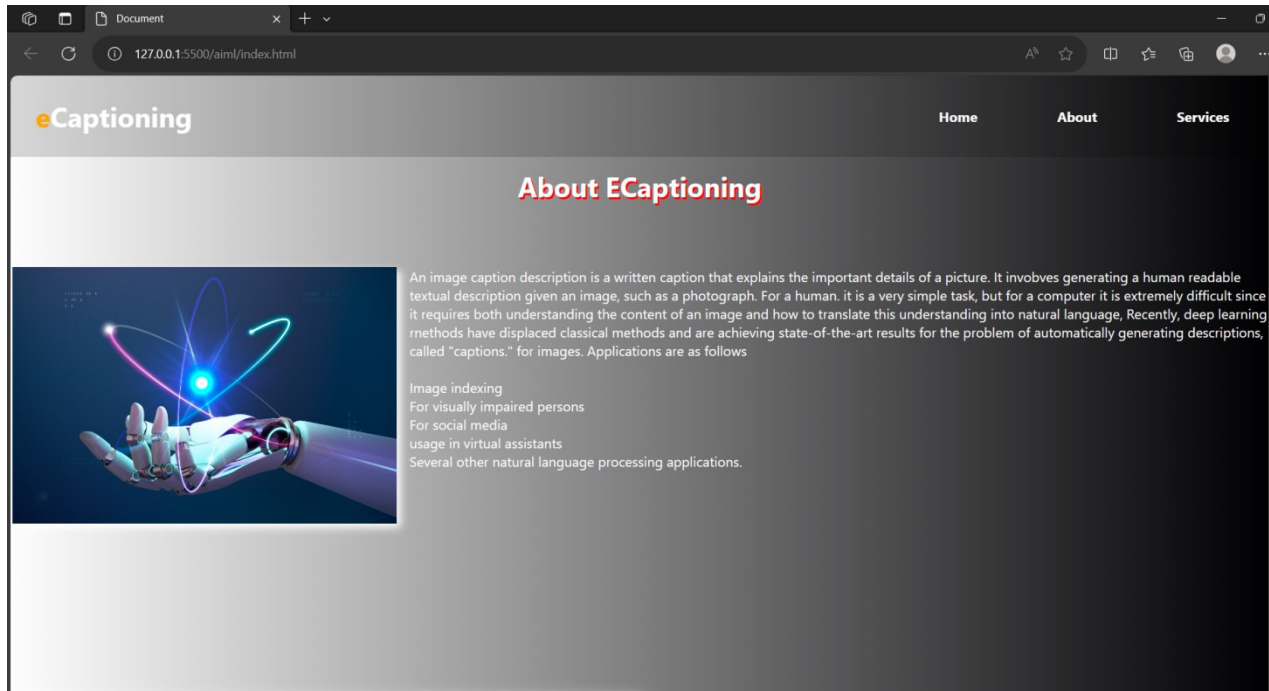 Document
127.0.0.1:5500/aiml/index.html
eCaptioning
Home About Services
About ECaptioning
An image caption description is a written caption that explains the important details of a picture. It invobves generating a human readable
textual description given an image, such as a photograph. For a human. it is a very simple task, but for a computer it is extremely difficult since
it requires both understanding the content of an image and how to translate this understanding into natural language, Recently, deep learning
rnethods have displaced classical methods and are achieving state-of-the-art results for the problem of automatically generating descriptions,
called "captions." for images. Applications are as follows
Image indexing
For visually impaired persons
For social media
usage in virtual assistants
Several other natural language processing applications.